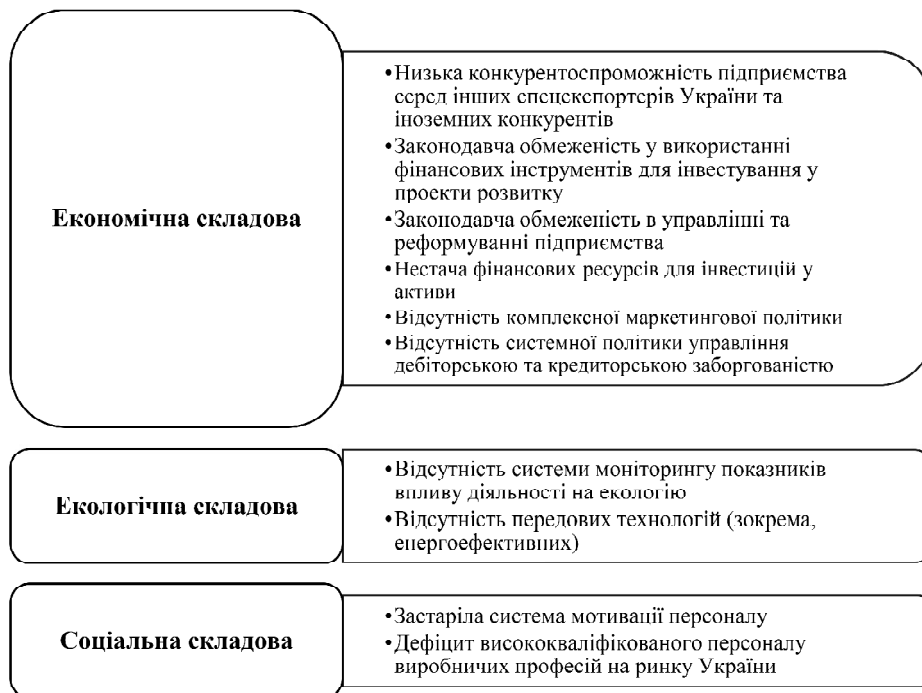 Економічна складова
•Низька конкурентоспроможність підприємства
серед інших спецекспортерів України та
іноземних конкурентів
•Законодавча обмеженість у використанні
фінансових інструментів для інвестування у
проекти розвитку
•Законодавча обмеженість в управлінні та
реформуванні підприємства
•Нестача фінансових ресурсів для інвестицій у
активи
•Відсутність комплексної маркетингової політики
•Відсутність системної політики управління
дебіторською та кредиторською заборгованістю
Екологічна складова
•Відсутність системи моніторингу показників
впливу діяльності на екологію
•Відсутність передових технологій (зокрема,
енергоефективних)
Соціальна складова
•Застаріла система мотивації персоналу
•Дефіцит висококваліфікованого персоналу
виробничих професій на ринку України